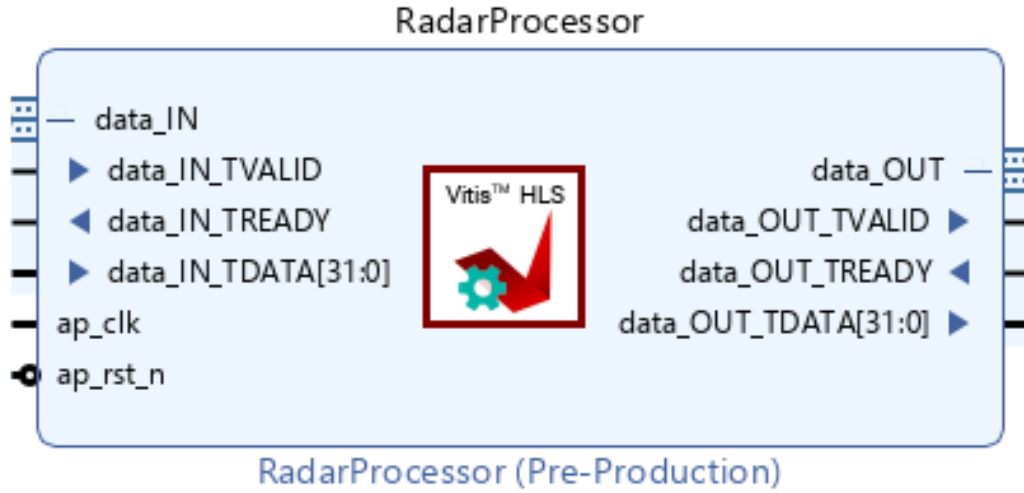 RadarProcessor
data_IN
data_IN_TVALID
data_IN_TREADY
data_IN_TDATA[31:0]
ap_clk
ap_rst_n
Vitis™ HLS
data_OUT
data_OUT_TVALID
data_OUT_TREADY
data_OUT_TDATA[31:0]
RadarProcessor (Pre-Production)